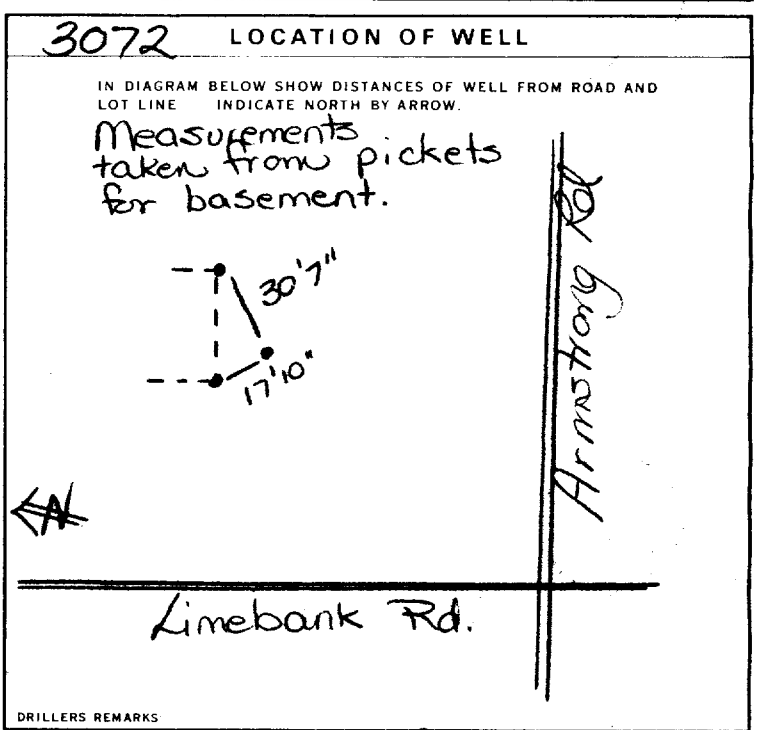 3072 LOCATION OF WELL
IN DIAGRAM BELOW SHOW DISTANCES OF WELL FROM ROAD AND
LOT LINE INDICATE NORTH BY ARROW.
Measurements
taken from pickets
for basement.
Armstrong Rd
30'7"
17'10"
N
Limebank Rd.
DRILLERS REMARKS